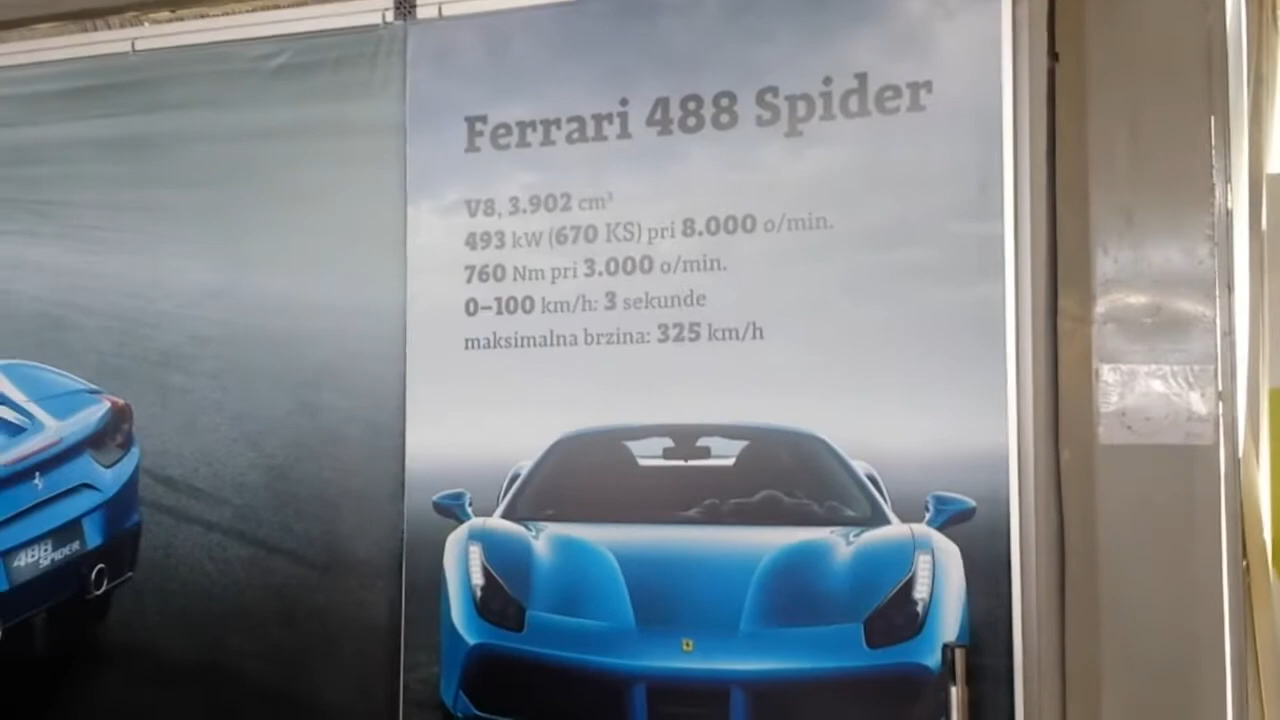 Ferrari 488 Spider
V8, 3.902 cm³
493 kW (670 KS) pri 8.000 o/min.
760 Nm pri 3.000 o/min.
0–100 km/h: 3 sekunde
maksimalna brzina: 325 km/h
488
SPIDER